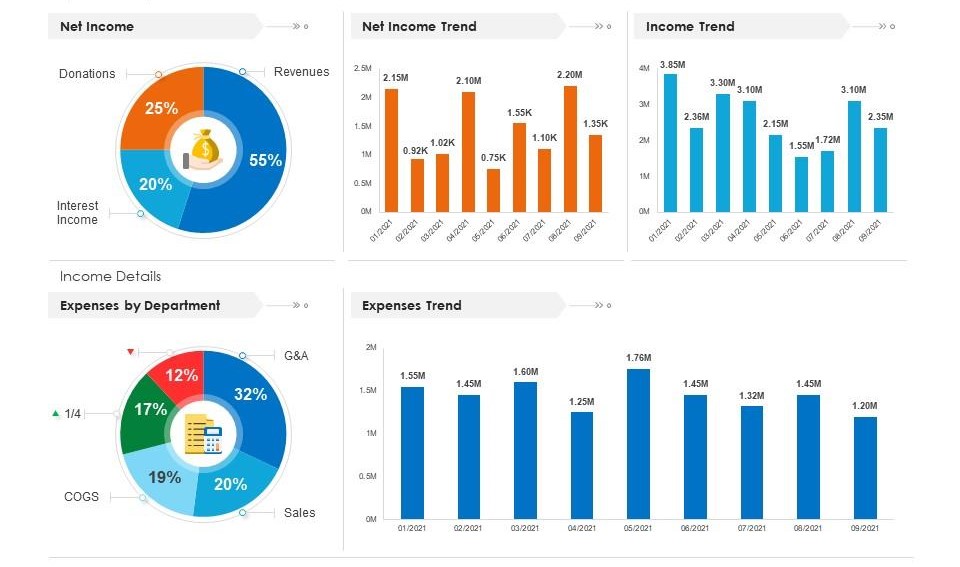 Net Income
Donations
Revenues
25%
55%
20%
Interest
Income
Net Income Trend
2.5M
2M
1.5M
1M
0.5M
0M
2.15M
0.92K
1.02K
2.10M
0.75K
1.55K
1.10K
2.20M
1.35K
01/2021
02/2021
03/2021
04/2021
05/2021
06/2021
07/2021
08/2021
09/2021
Income Trend
4M
3M
2M
1M
0M
3.85M
2.36M
3.30M
3.10M
2.15M
1.55M
1.72M
3.10M
2.35M
01/2021
02/2021
03/2021
04/2021
05/2021
06/2021
07/2021
08/2021
09/2021
Income Details
Expenses by Department
G&A
12%
32%
1/4
17%
19%
20%
COGS
Sales
Expenses Trend
2M
1.5M
1M
0.5M
0M
1.55M
1.45M
1.60M
1.25M
1.76M
1.45M
1.32M
1.45M
1.20M
01/2021
02/2021
03/2021
04/2021
05/2021
06/2021
07/2021
08/2021
09/2021